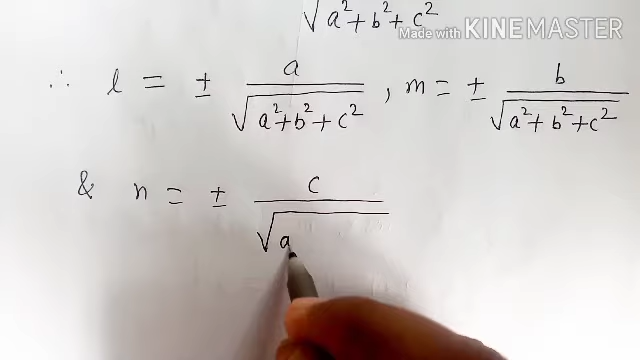 √a²+b²+c²
Made with KINEMASTER
∴ l = ± a/√a²+b²+c² , m = ± b/√a²+b²+c²
& n = ± c/√a